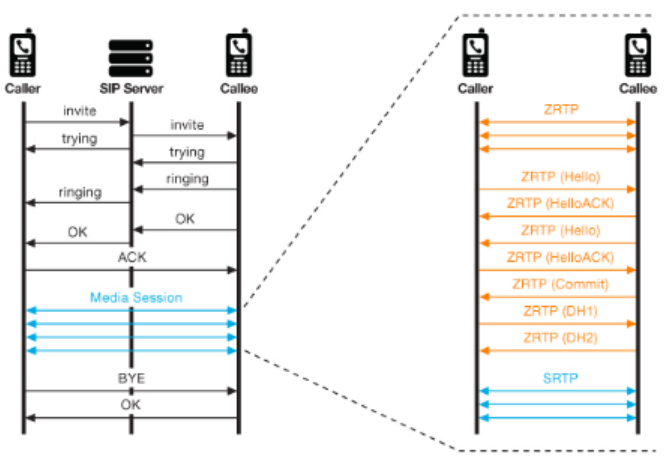 Caller
SIP Server
Callee
invite
invite
trying
trying
ringing
ringing
OK
OK
ACK
Media Session
BYE
OK
Caller
Callee
ZRTP
ZRTP (Hello)
ZRTP (HelloACK)
ZRTP (Hello)
ZRTP (HelloACK)
ZRTP (Commit)
ZRTP (DH1)
ZRTP (DH2)
SRTP